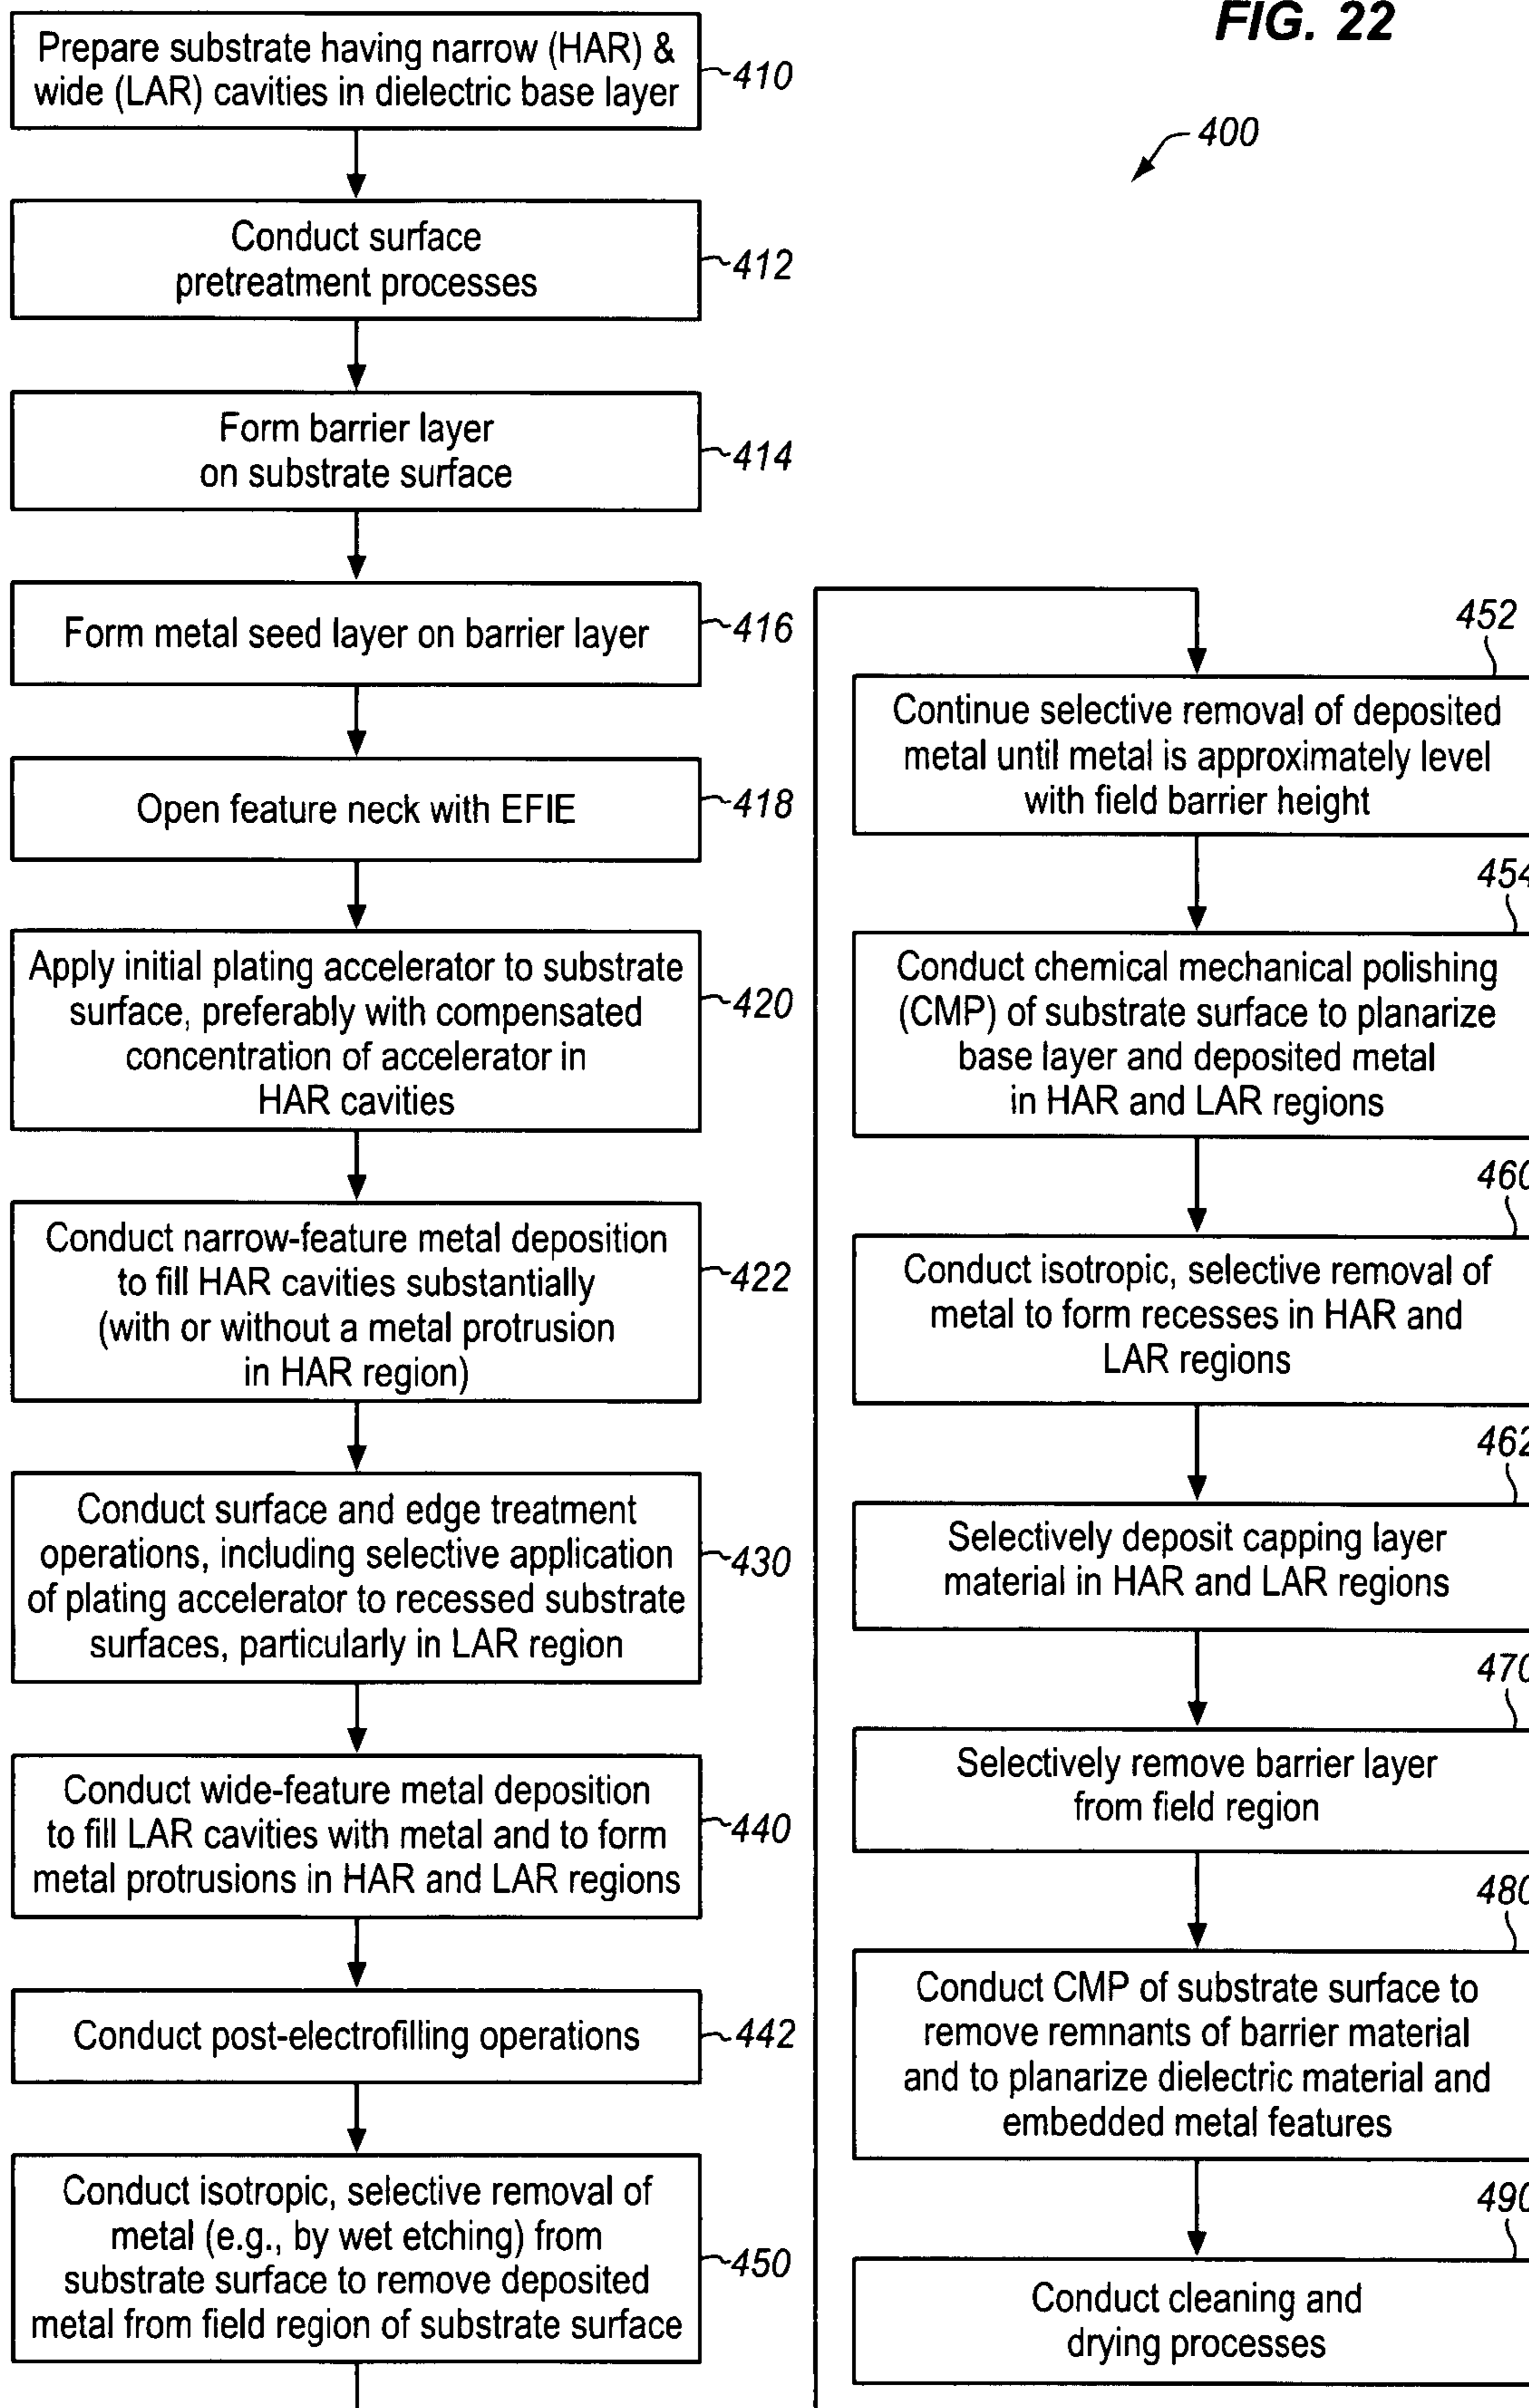 FIG. 22
400
Prepare substrate having narrow (HAR) &
wide (LAR) cavities in dielectric base layer
410
Conduct surface
pretreatment processes
412
Form barrier layer
on substrate surface
414
Form metal seed layer on barrier layer
416
Open feature neck with EFIE
418
Apply initial plating accelerator to substrate
surface, preferably with compensated
concentration of accelerator in
HAR cavities
420
Conduct narrow-feature metal deposition
to fill HAR cavities substantially
(with or without a metal protrusion
in HAR region)
422
Conduct surface and edge treatment
operations, including selective application
of plating accelerator to recessed substrate
surfaces, particularly in LAR region
430
Conduct wide-feature metal deposition
to fill LAR cavities with metal and to form
metal protrusions in HAR and LAR regions
440
Conduct post-electrofilling operations
442
Conduct isotropic, selective removal of
metal (e.g., by wet etching) from
substrate surface to remove deposited
metal from field region of substrate surface
450
452
Continue selective removal of deposited
metal until metal is approximately level
with field barrier height
454
Conduct chemical mechanical polishing
(CMP) of substrate surface to planarize
base layer and deposited metal
in HAR and LAR regions
460
Conduct isotropic, selective removal of
metal to form recesses in HAR and
LAR regions
462
Selectively deposit capping layer
material in HAR and LAR regions
470
Selectively remove barrier layer
from field region
480
Conduct CMP of substrate surface to
remove remnants of barrier material
and to planarize dielectric material and
embedded metal features
490
Conduct cleaning and
drying processes